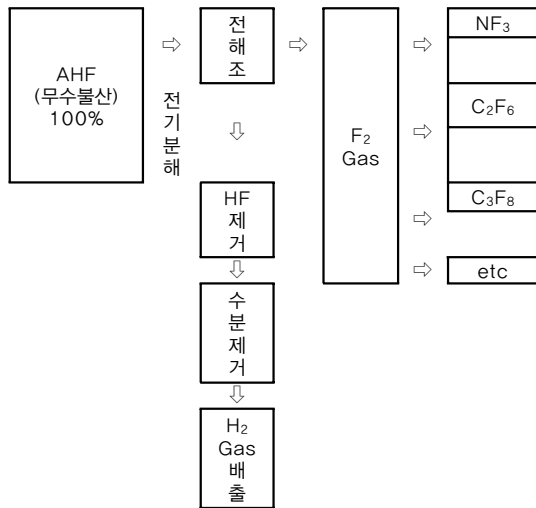 AHF
(무수불산)
100%
전기분해
전해조
HF
제거
수분제거
H₂
Gas
배출
F₂
Gas
NF₃
C₂F₆
C₃F₈
etc